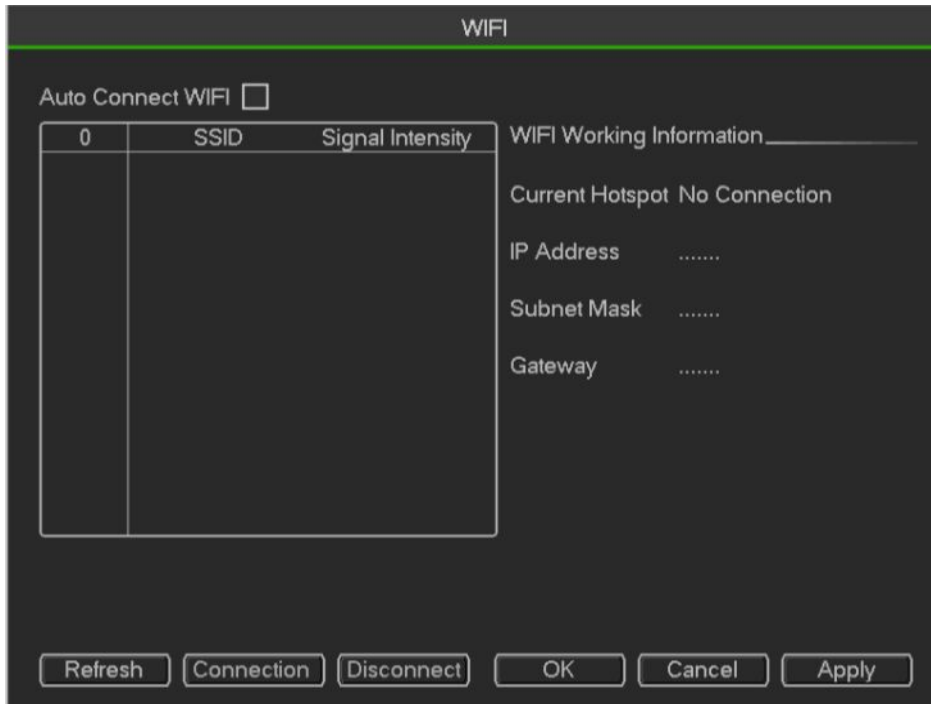 WIFI
Auto Connect WIFI
0 SSID Signal Intensity
WIFI Working Information
Current Hotspot No Connection
IP Address .......
Subnet Mask .......
Gateway .......
Refresh Connection Disconnect OK Cancel Apply